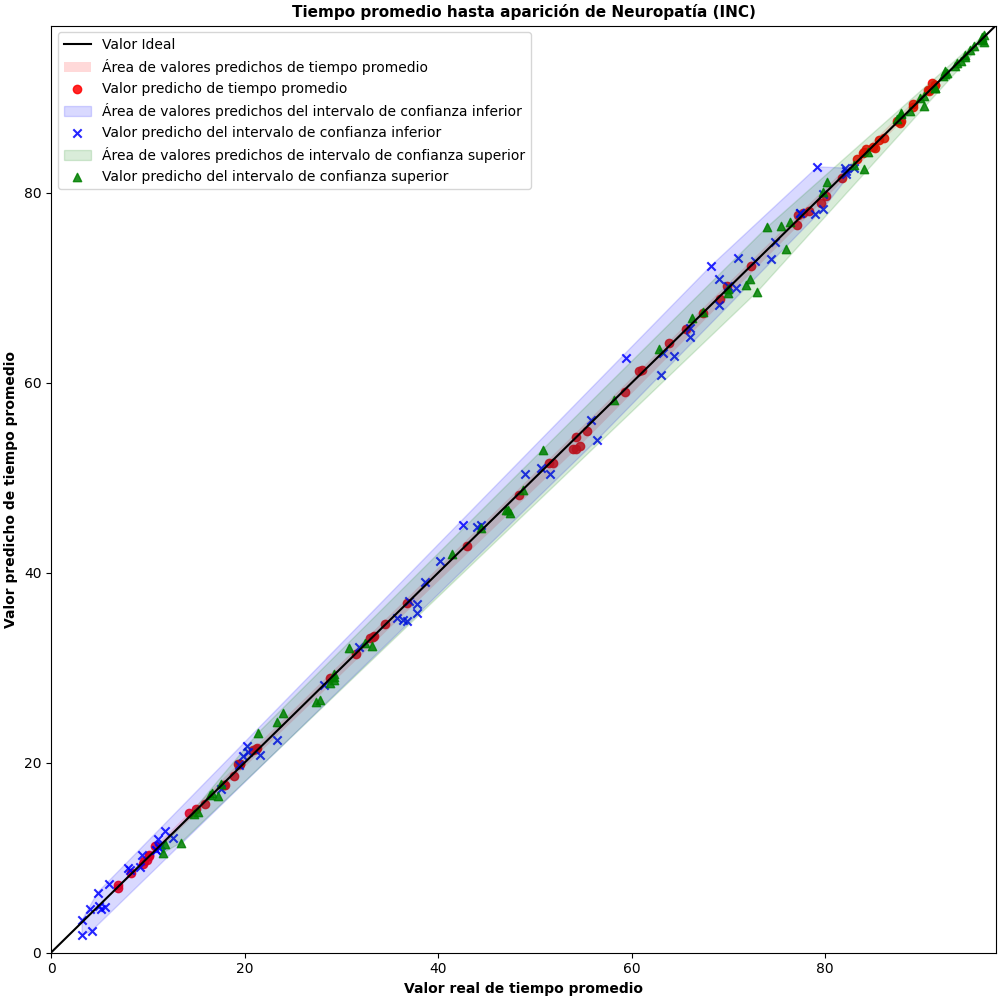 Tiempo promedio hasta aparición de Neuropatía (INC)
Valor Ideal
Área de valores predichos de tiempo promedio
Valor predicho de tiempo promedio
Área de valores predichos del intervalo de confianza inferior
Valor predicho del intervalo de confianza inferior
Área de valores predichos de intervalo de confianza superior
Valor predicho del intervalo de confianza superior
Valor predicho de tiempo promedio
80
60
40
20
0
0 20 40 60 80
Valor real de tiempo promedio